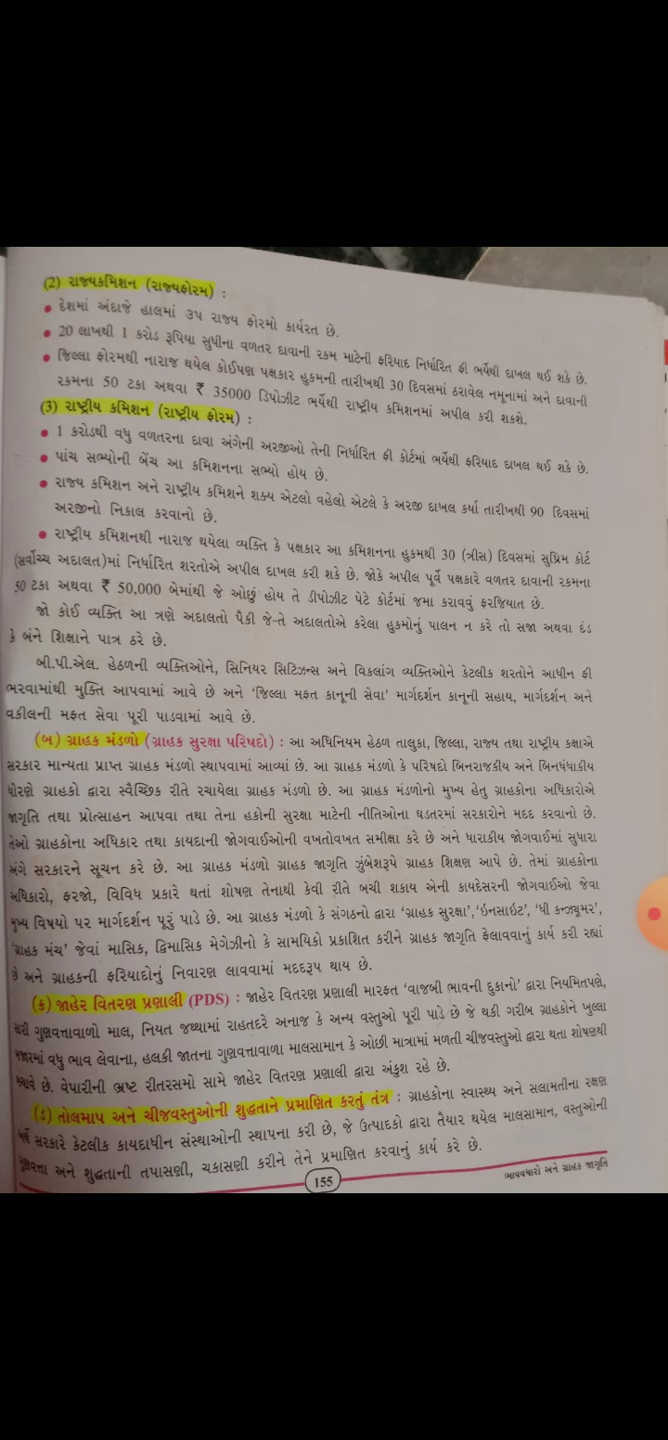 (2) રાજ્યકમિશન (રાજ્યફોરમ) :
• દેશમાં અંદાજે હાલમાં ૩૫ રાજ્ય ફોરમો કાર્યરત છે.
• 20 લાખથી 1 કરોડ રૂપિયા સુધીના વળતર દાવાની રકમ માટેની ફરિયાદ નિર્ધારિત ફી ભર્યેથી દાખલ થઈ શકે છે.
• જિલ્લા ફોરમથી નારાજ થયેલ કોઈપણ પક્ષકાર હુકમની તારીખથી 30 દિવસમાં ઠરાવેલ નમૂનામાં અને દાવાની
રકમના 50 ટકા અથવા ₹ 35000 ડિપોઝીટ ભર્યેથી રાષ્ટ્રીય કમિશનમાં અપીલ કરી શકશે.
(3) રાષ્ટ્રીય કમિશન (રાષ્ટ્રીય ફોરમ) :
• 1 કરોડથી વધુ વળતરના દાવા અંગેની અરજીઓ તેની નિર્ધારિત ફી કોર્ટમાં ભર્યેથી ફરિયાદ દાખલ થઈ શકે છે.
• પાંચ સભ્યોની બેંચ આ કમિશનના સભ્યો હોય છે.
• રાજ્ય કમિશન અને રાષ્ટ્રીય કમિશને શક્ય એટલો વહેલો એટલે કે અરજી દાખલ કર્યા તારીખથી 90 દિવસમાં
અરજીનો નિકાલ કરવાનો છે.
• રાષ્ટ્રીય કમિશનથી નારાજ થયેલા વ્યક્તિ કે પક્ષકાર આ કમિશનના હુકમથી 30 (ત્રીસ) દિવસમાં સુપ્રિમ કોર્ટ
(સર્વોચ્ચ અદાલત)માં નિર્ધારિત શરતોએ અપીલ દાખલ કરી શકે છે. જોકે અપીલ પૂર્વે પક્ષકારે વળતર દાવાની રકમના
50 ટકા અથવા ₹ 50,000 બેમાંથી જે ઓછું હોય તે ડીપોઝીટ પેટે કોર્ટમાં જમા કરાવવું ફરજિયાત છે.
જો કોઈ વ્યક્તિ આ ત્રણે અદાલતો પૈકી જે-તે અદાલતોએ કરેલા હુકમોનું પાલન ન કરે તો સજા અથવા દંડ
કે બંને શિક્ષાને પાત્ર ઠરે છે.
બી.પી.એલ. હેઠળની વ્યક્તિઓને, સિનિયર સિટિઝન્સ અને વિકલાંગ વ્યક્તિઓને કેટલીક શરતોને આધીન ફી
ભરવામાંથી મુક્તિ આપવામાં આવે છે અને ‘જિલ્લા મફત કાનૂની સેવા’ માર્ગદર્શન કાનૂની સહાય, માર્ગદર્શન અને
વકીલની મફત સેવા પૂરી પાડવામાં આવે છે.
(બ) ગ્રાહક મંડળો (ગ્રાહક સુરક્ષા પરિષદો) : આ અધિનિયમ હેઠળ તાલુકા, જિલ્લા, રાજ્ય તથા રાષ્ટ્રીય કક્ષાએ
સરકાર માન્યતા પ્રાપ્ત ગ્રાહક મંડળો સ્થાપવામાં આવ્યાં છે. આ ગ્રાહક મંડળો કે પરિષદો બિનરાજકીય અને બિનધંધાકીય
ધોરણે ગ્રાહકો દ્વારા સ્વૈચ્છિક રીતે રચાયેલા ગ્રાહક મંડળો છે. આ ગ્રાહક મંડળોનો મુખ્ય હેતુ ગ્રાહકોના અધિકારોએ
જાગૃતિ તથા પ્રોત્સાહન આપવા તથા તેના હકોની સુરક્ષા માટેની નીતિઓના ઘડતરમાં સરકારોને મદદ કરવાનો છે.
તેઓ ગ્રાહકોના અધિકાર તથા કાયદાની જોગવાઈઓની વખતોવખત સમીક્ષા કરે છે અને ધારાકીય જોગવાઈમાં સુધારા
અંગે સરકારને સૂચન કરે છે. આ ગ્રાહક મંડળો ગ્રાહક જાગૃતિ ઝુંબેશરૂપે ગ્રાહક શિક્ષણ આપે છે. તેમાં ગ્રાહકોના
અધિકારો, ફરજો, વિવિધ પ્રકારે થતાં શોષણ તેનાથી કેવી રીતે બચી શકાય એની કાયદેસરની જોગવાઈઓ જેવા
મુખ્ય વિષયો પર માર્ગદર્શન પૂરું પાડે છે. આ ગ્રાહક મંડળો કે સંગઠનો દ્વારા ‘ગ્રાહક સુરક્ષા’,‘ઇનસાઇટ’, ‘ધી કન્ઝ્યૂમર’,
‘ગ્રાહક મંચ’ જેવાં માસિક, દ્વિમાસિક મેગેઝીનો કે સામયિકો પ્રકાશિત કરીને ગ્રાહક જાગૃતિ ફેલાવવાનું કાર્ય કરી રહ્યાં
છે અને ગ્રાહકની ફરિયાદોનું નિવારણ લાવવામાં મદદરૂપ થાય છે.
(ક) જાહેર વિતરણ પ્રણાલી (PDS) : જાહેર વિતરણ પ્રણાલી મારફત ‘વાજબી ભાવની દુકાનો’ દ્વારા નિયમિતપણે,
સારી ગુણવત્તાવાળો માલ, નિયત જથ્થામાં રાહતદરે અનાજ કે અન્ય વસ્તુઓ પૂરી પાડે છે જે થકી ગરીબ ગ્રાહકોને ખુલ્લા
બજારમાં વધુ ભાવ લેવાના, હલકી જાતના ગુણવત્તાવાળા માલસામાન કે ઓછી માત્રામાં મળતી ચીજવસ્તુઓ દ્વારા થતા શોષણથી
બચાવે છે. વેપારીની ભ્રષ્ટ રીતરસમો સામે જાહેર વિતરણ પ્રણાલી દ્વારા અંકુશ રહે છે.
(ડ) તોલમાપ અને ચીજવસ્તુઓની શુદ્ધતાને પ્રમાણિત કરતું તંત્ર : ગ્રાહકોના સ્વાસ્થ્ય અને સલામતીના રક્ષણ
અર્થે સરકારે કેટલીક કાયદાધીન સંસ્થાઓની સ્થાપના કરી છે, જે ઉત્પાદકો દ્વારા તૈયાર થયેલ માલસામાન, વસ્તુઓની
ગુણવત્તા અને શુદ્ધતાની તપાસણી, ચકાસણી કરીને તેને પ્રમાણિત કરવાનું કાર્ય કરે છે.
155
ભાવવધારો અને ગ્રાહક જાગૃતિ